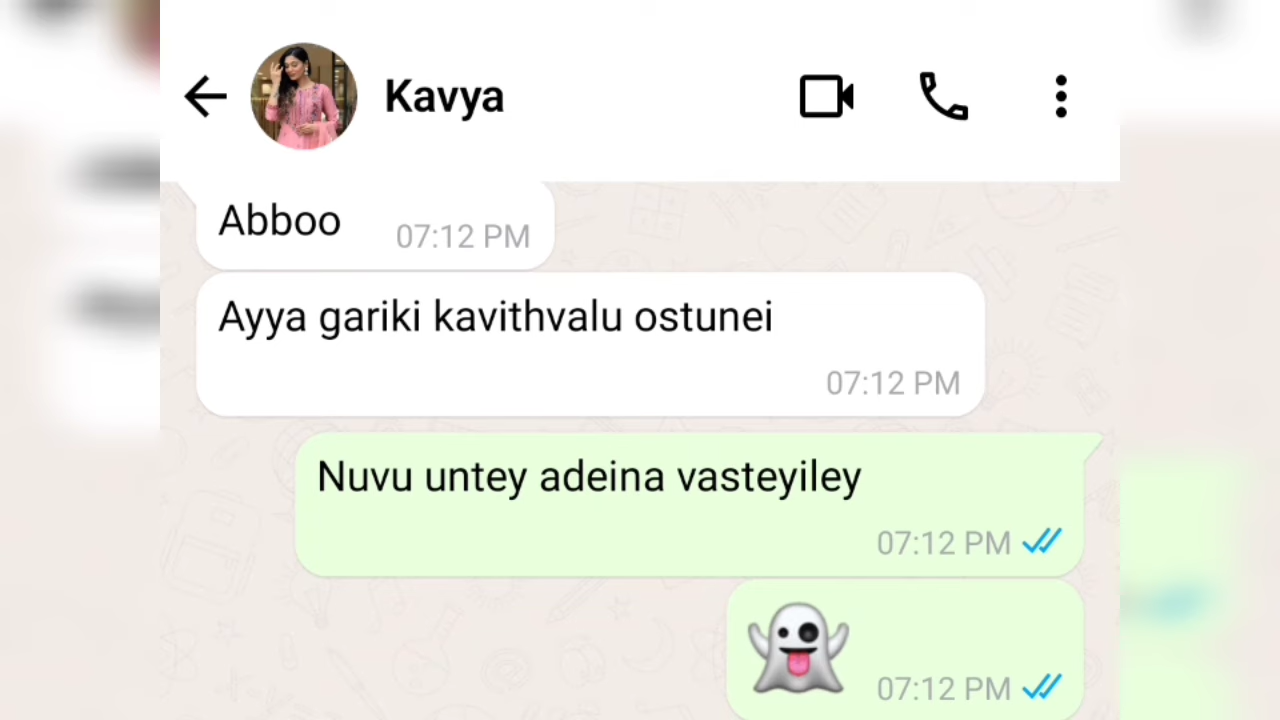 Kavya
Abboo
07:12 PM
Ayya gariki kavithvalu ostunei
07:12 PM
Nuvu untey adeina vasteyiley
07:12 PM
07:12 PM